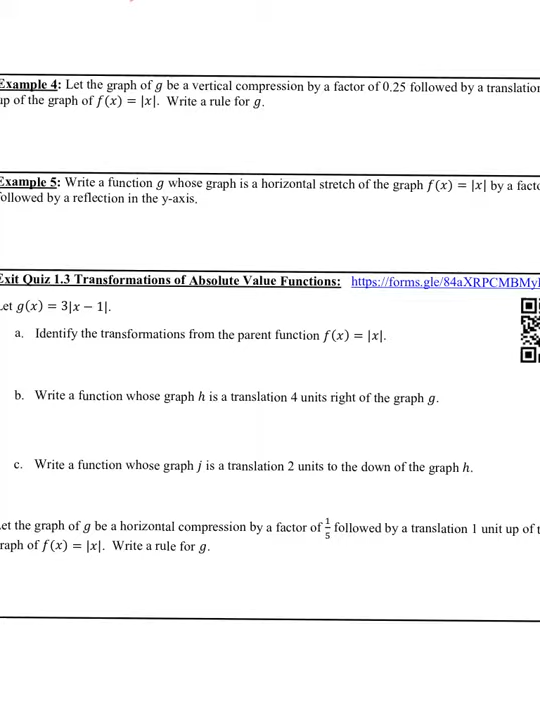 Example 4: Let the graph of g be a vertical compression by a factor of 0.25 followed by a translation
up of the graph of f(x) = |x|. Write a rule for g.
Example 5: Write a function g whose graph is a horizontal stretch of the graph f(x) = |x| by a
followed by a reflection in the y-axis.
Exit Quiz 1.3 Transformations of Absolute Value Functions: https://forms.gle/84aXRPCMBMy
Let g(x) = 3|x − 1|.
a. Identify the transformations from the parent function f(x) = |x|.
b. Write a function whose graph h is a translation 4 units right of the graph g.
c. Write a function whose graph j is a translation 2 units to the down of the graph h.
Let the graph of g be a horizontal compression by a factor of 1/5 followed by a translation 1 unit up of
graph of f(x) = |x|. Write a rule for g.